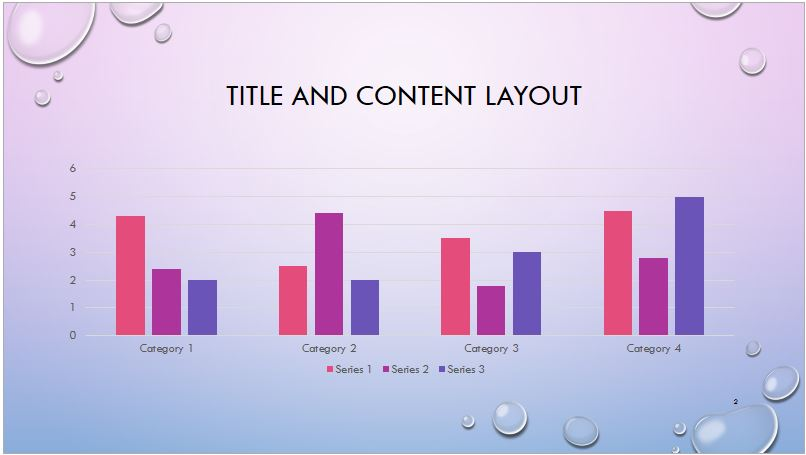 TITLE AND CONTENT LAYOUT
6
5
4
3
2
1
0
Category 1 Category 2 Category 3 Category 4
Series 1 Series 2 Series 3
2